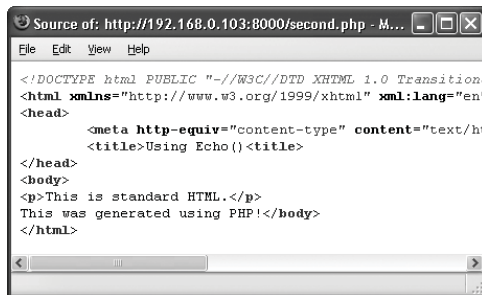 Source of: http://192.168.0.103:8000/second.php - M...
File Edit View Help
<!DOCTYPE html PUBLIC "-//W3C//DTD XHTML 1.0 Transition
<html xmlns="http://www.w3.org/1999/xhtml" xml:lang="en"
<head>
<meta http-equiv="content-type" content="text/ht
<title>Using Echo()<title>
</head>
<body>
<p>This is standard HTML.</p>
This was generated using PHP!</body>
</html>